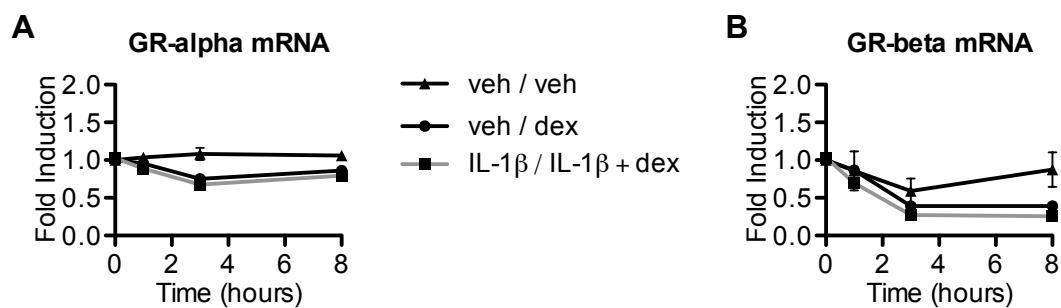 A
GR-alpha mRNA
Fold Induction
2.0
1.5
1.0
0.5
0.0
0 2 4 6 8
Time (hours)
veh / veh
veh / dex
IL-1β / IL-1β + dex
B
GR-beta mRNA
Fold Induction
2.0
1.5
1.0
0.5
0.0
0 2 4 6 8
Time (hours)